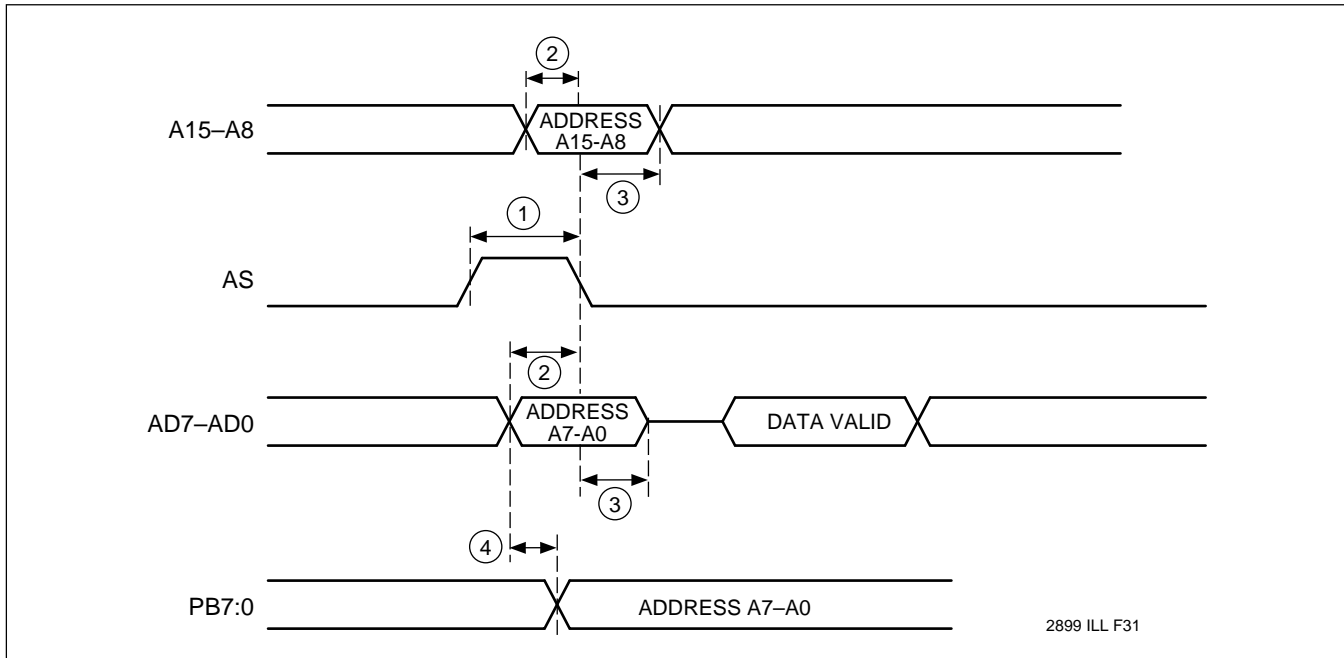 2
A15–A8
ADDRESS
A15-A8
3
1
AS
2
AD7–AD0
ADDRESS
A7-A0
DATA VALID
3
4
PB7:0
ADDRESS A7–A0
2899 ILL F31